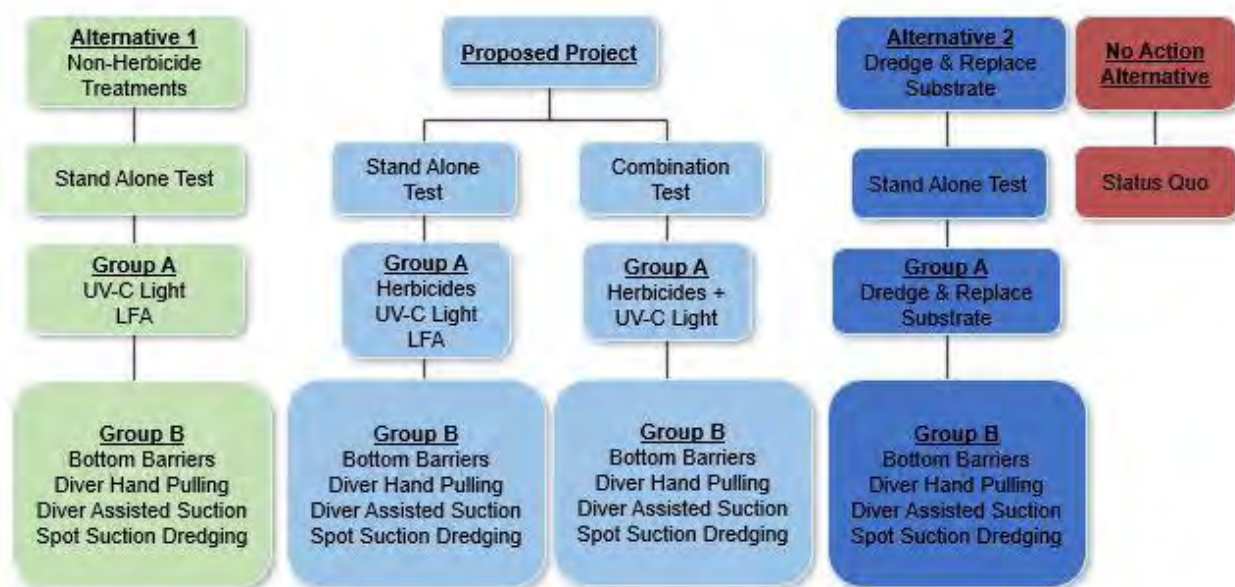 Alternative 1
Non-Herbicide
Treatments
Stand Alone Test
Group A
UV-C Light
LFA
Group B
Bottom Barriers
Diver Hand Pulling
Diver Assisted Suction
Spot Suction Dredging
Proposed Project
Stand Alone
Test
Group A
Herbicides
UV-C Light
LFA
Group B
Bottom Barriers
Diver Hand Pulling
Diver Assisted Suction
Spot Suction Dredging
Combination
Test
Group A
Herbicides +
UV-C Light
Group B
Bottom Barriers
Diver Hand Pulling
Diver Assisted Suction
Spot Suction Dredging
Alternative 2
Dredge & Replace
Substrate
Stand Alone Test
Group A
Dredge & Replace
Substrate
Group B
Bottom Barriers
Diver Hand Pulling
Diver Assisted Suction
Spot Suction Dredging
No Action
Alternative
Status Quo